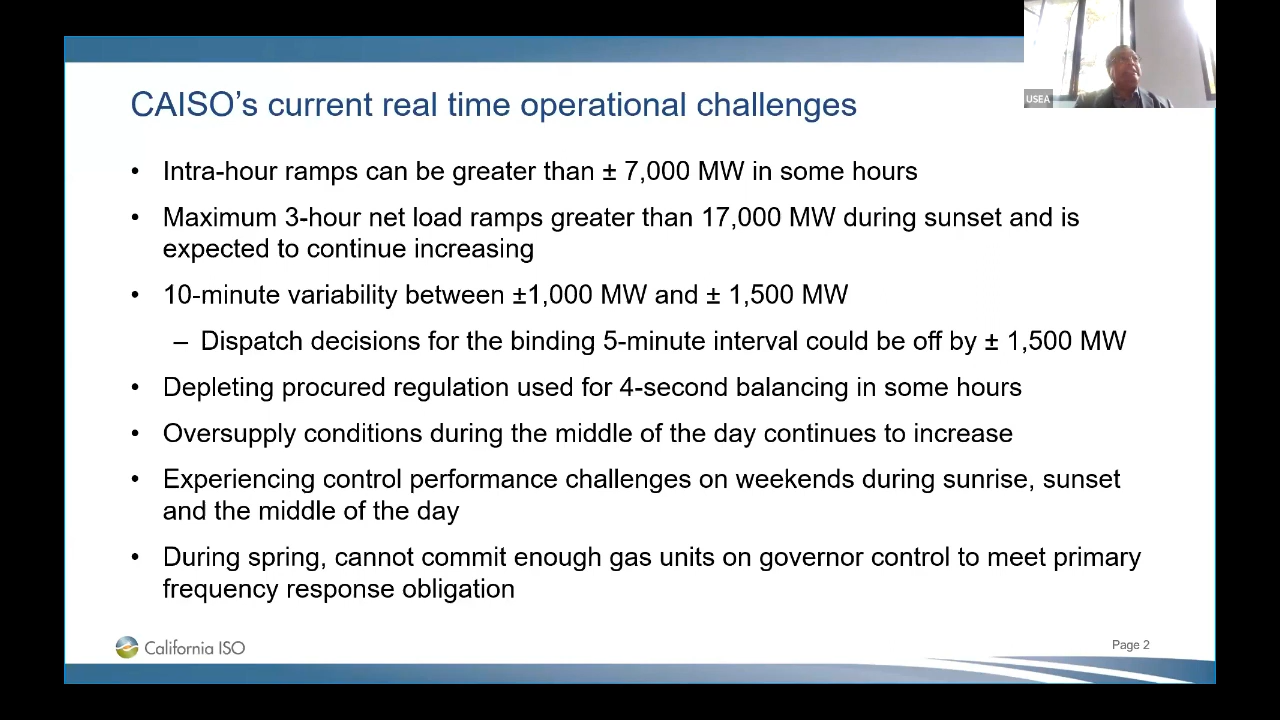 USEA
CAISO’s current real time operational challenges
• Intra-hour ramps can be greater than ± 7,000 MW in some hours
• Maximum 3-hour net load ramps greater than 17,000 MW during sunset and is
expected to continue increasing
• 10-minute variability between ±1,000 MW and ± 1,500 MW
– Dispatch decisions for the binding 5-minute interval could be off by ± 1,500 MW
• Depleting procured regulation used for 4-second balancing in some hours
• Oversupply conditions during the middle of the day continues to increase
• Experiencing control performance challenges on weekends during sunrise, sunset
and the middle of the day
• During spring, cannot commit enough gas units on governor control to meet primary
frequency response obligation
California ISO
Page 2